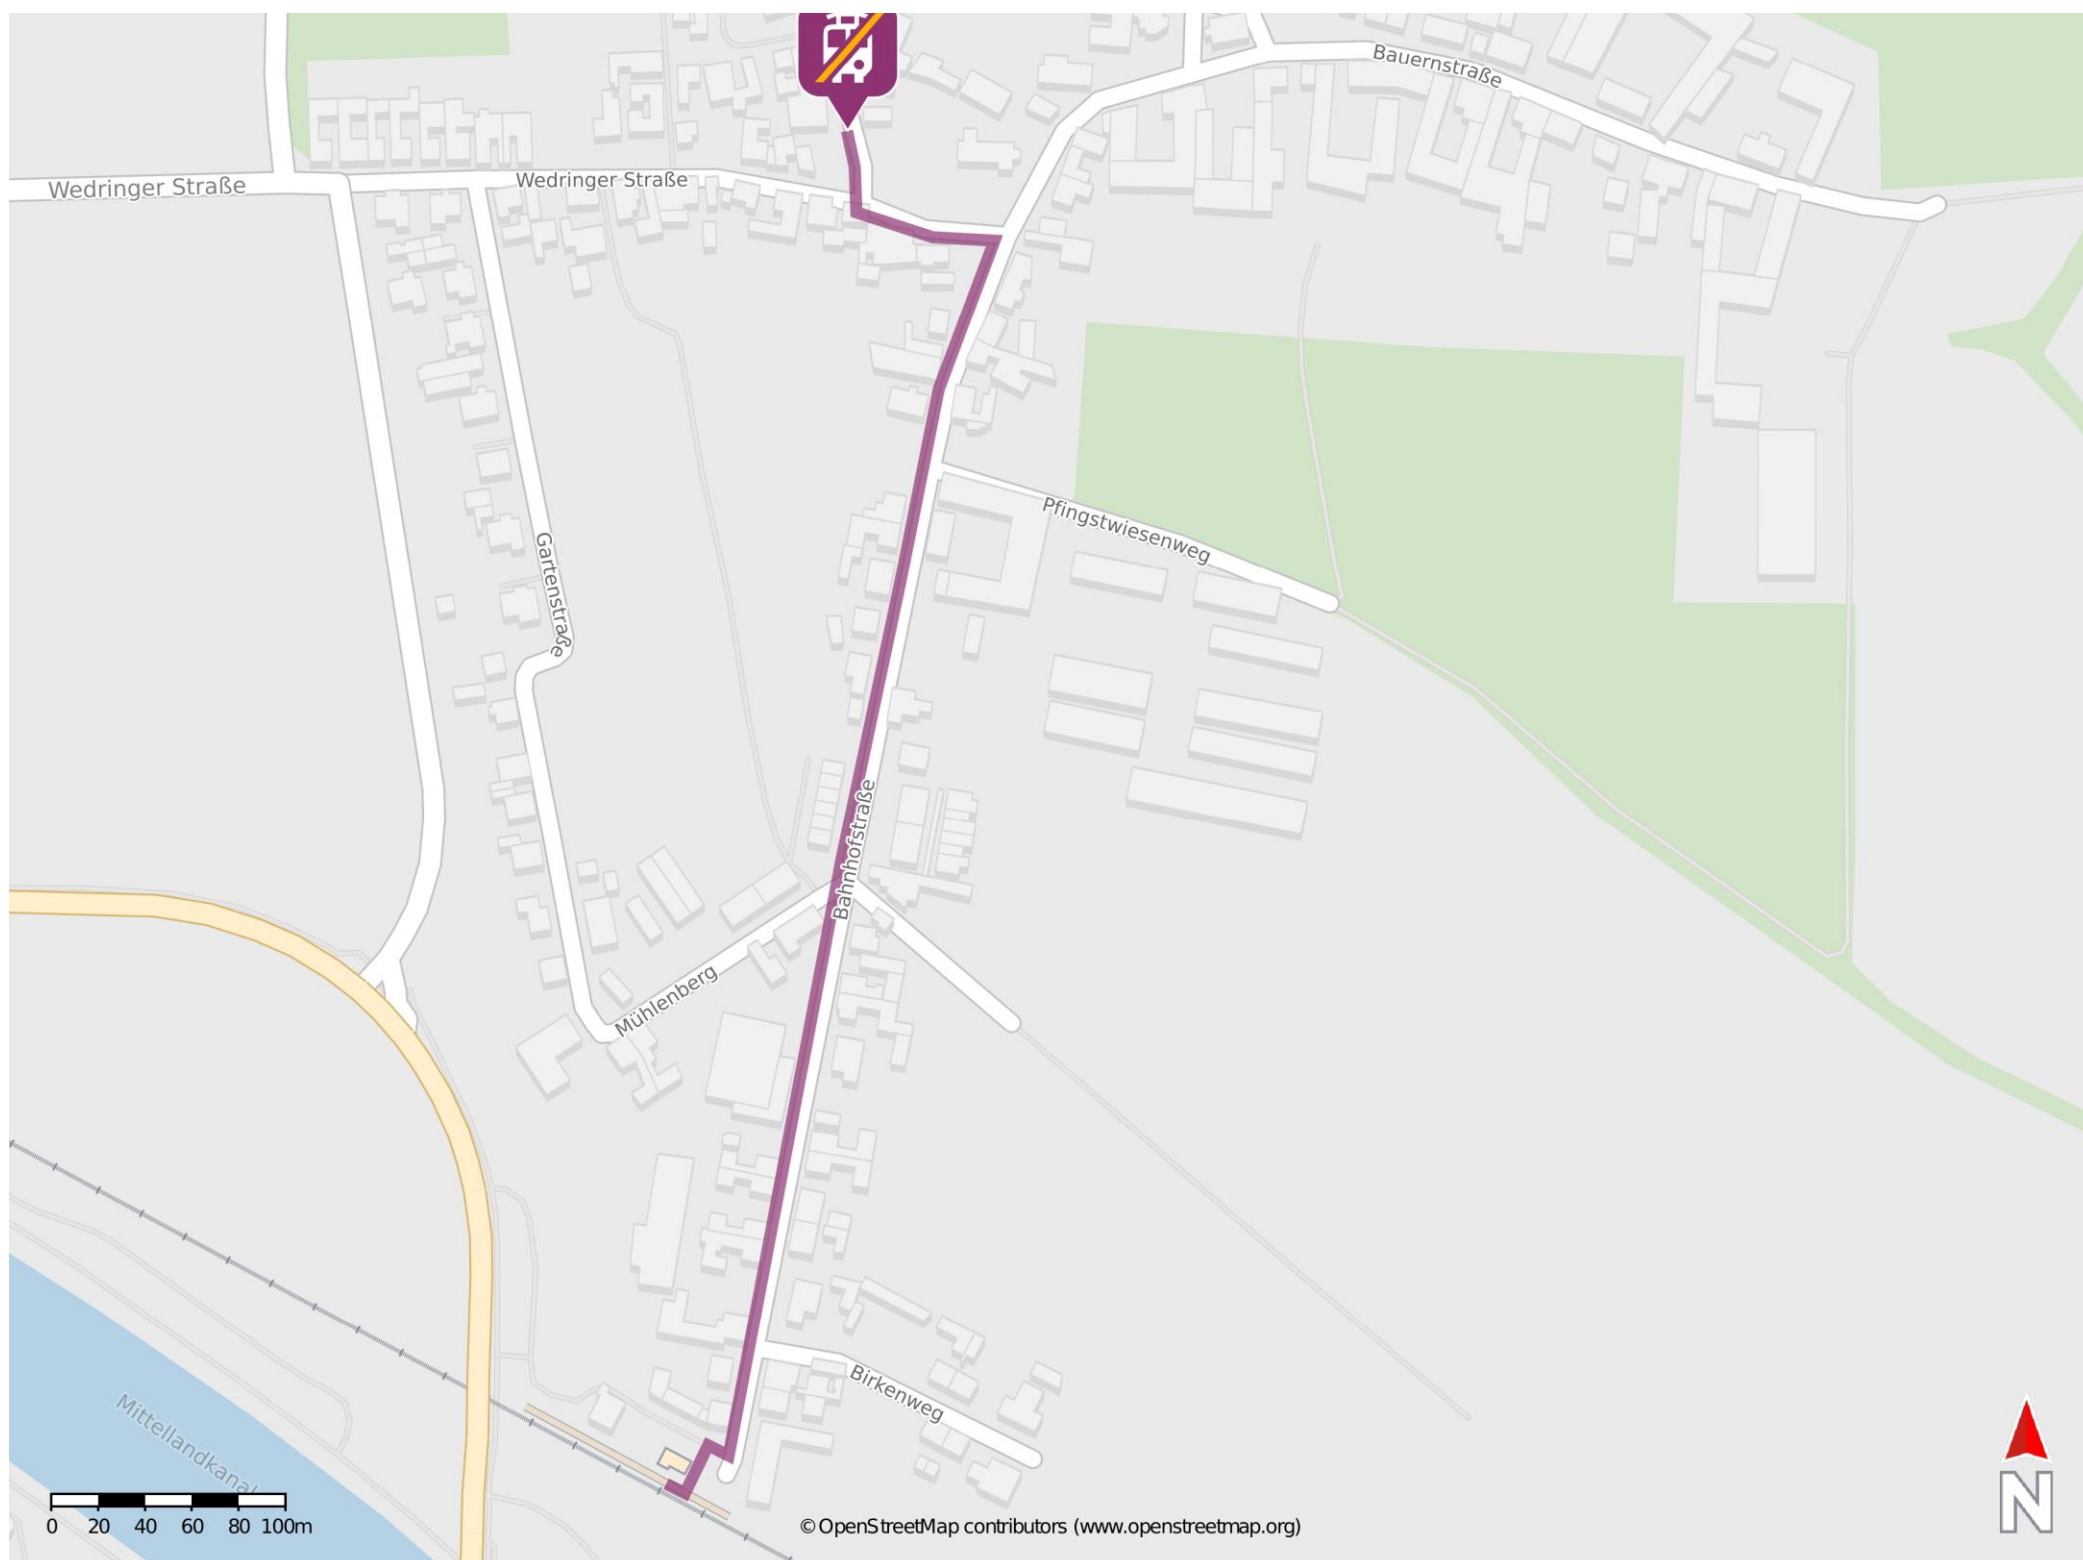 Bauernstraße
Wedringer Straße
Wedringer Straße
Pfingstwiesenweg
Gartenstraße
Bahnhofstraße
Mühlenberg
Birkenweg
Mittellandkanal
0 20 40 60 80 100m
© OpenStreetMap contributors (www.openstreetmap.org)
N